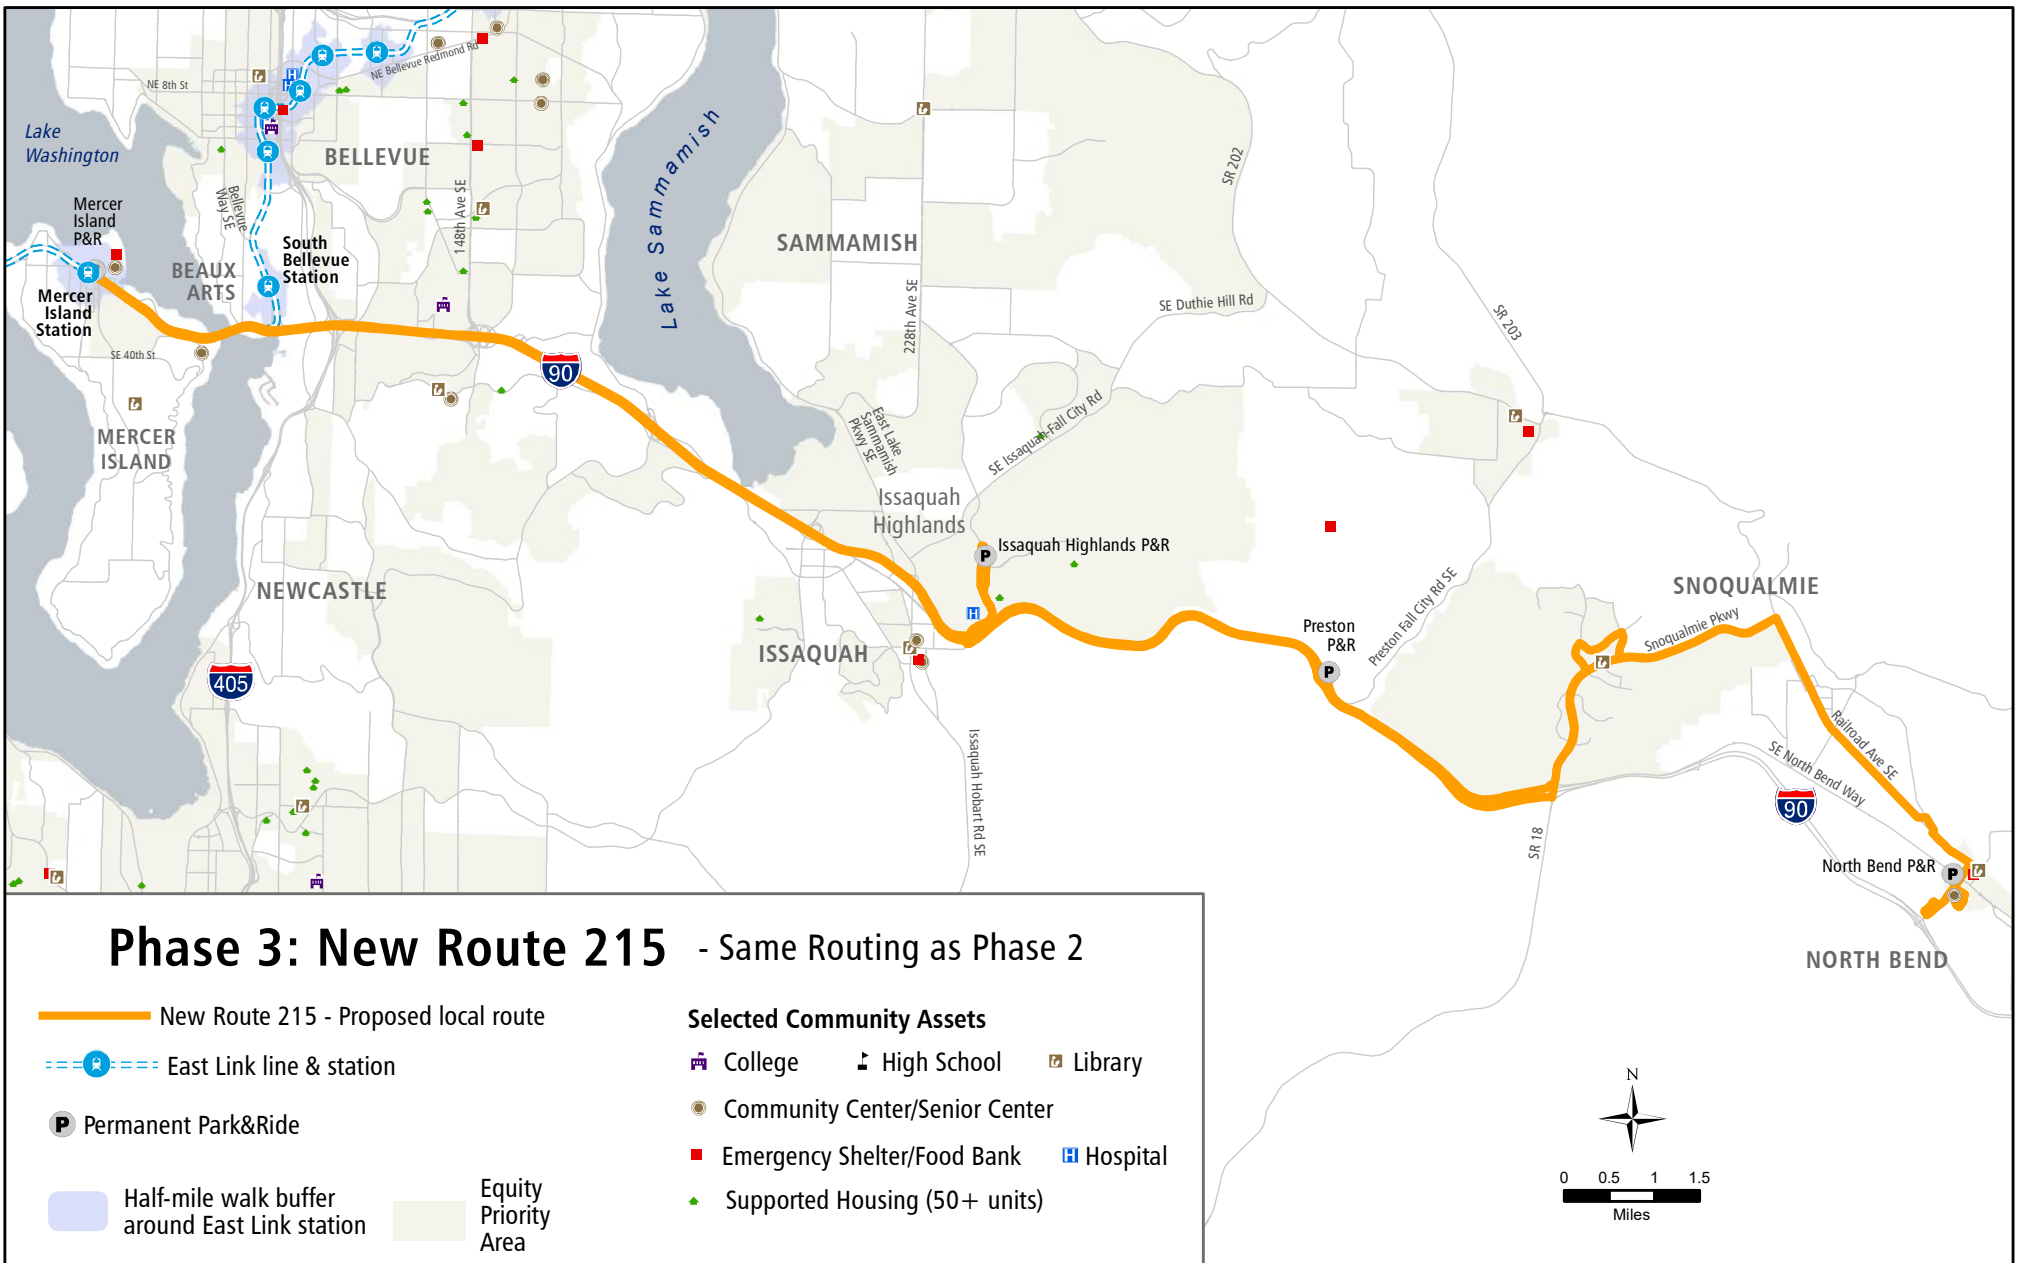 Lake
Washington
NE 8th St
NE Bellevue Redmond Rd
BELLEVUE
Bellevue
Way SE
148th Ave SE
Mercer
Island
P&R
BEAUX
ARTS
South
Bellevue
Station
Mercer
Island
Station
SE 40th St
MERCER
ISLAND
90
Lake Sammamish
SAMMAMISH
228th Ave SE
SR 202
SE Duthie Hill Rd
SR 203
East Lake
Sammamish
Pkwy SE
SE Issaquah-Fall City Rd
Issaquah
Highlands
Issaquah Highlands P&R
NEWCASTLE
405
ISSAQUAH
Issaquah Hobart Rd SE
Preston
P&R
Preston Fall City Rd SE
SNOQUALMIE
Snoqualmie Pkwy
Railroad Ave SE
SE North Bend Way
90
SR 18
North Bend P&R
NORTH BEND
H
H
H
P
P
P
Phase 3: New Route 215 - Same Routing as Phase 2
New Route 215 - Proposed local route
East Link line & station
P Permanent Park&Ride
Half-mile walk buffer
around East Link station
Equity
Priority
Area
Selected Community Assets
College
High School
Library
Community Center/Senior Center
Emergency Shelter/Food Bank
H Hospital
Supported Housing (50+ units)
N
0 0.5 1 1.5
Miles